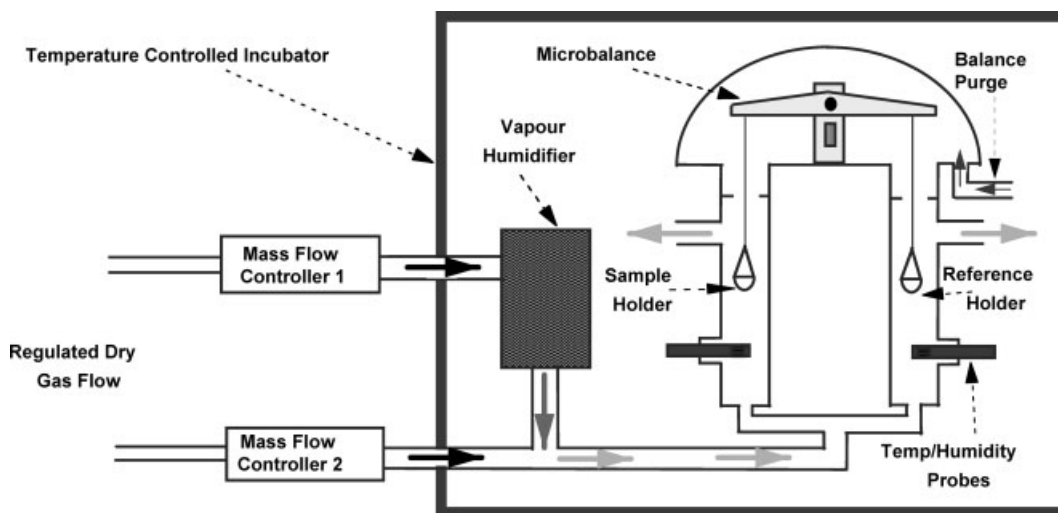 Temperature Controlled Incubator
Microbalance
Balance
Purge
Vapour
Humidifier
Mass Flow
Controller 1
Sample
Holder
Reference
Holder
Regulated Dry
Gas Flow
Mass Flow
Controller 2
Temp/Humidity
Probes